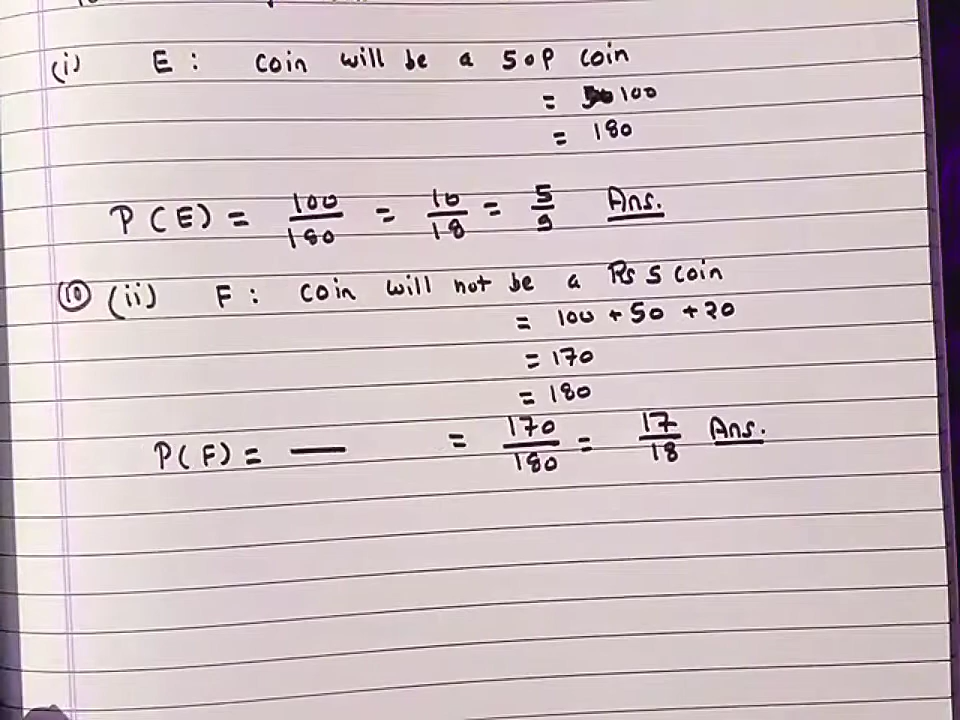 (i) E : coin will be a 50P coin
= 100
= 180
P(E) = 100/180 = 10/18 = 5/9 Ans.
(10) (ii) F : coin will not be a Rs 5 coin
= 100 + 50 + 20
= 170
= 180
P(F) = — = 170/180 = 17/18 Ans.